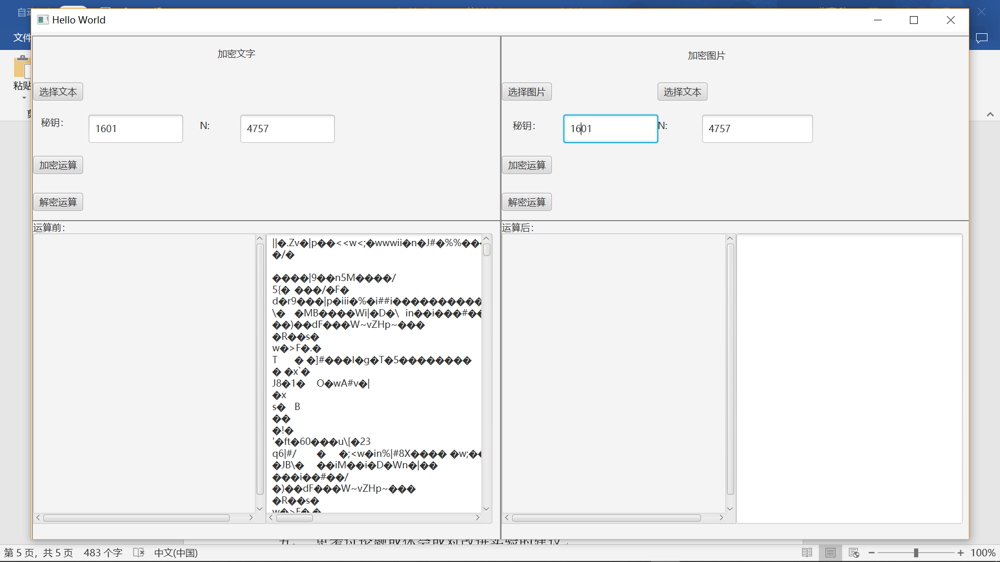 Hello World
文件
粘贴
加密文字
选择文本
秘钥：
1601
N:
4757
加密运算
解密运算
加密图片
选择图片
选择文本
秘钥：
1601
N:
4757
加密运算
解密运算
运算前：
||�.Zv�|p��<<w<;�wwwii�n�J#�%%���
�/�
����|9��n5M����/
5{� ���/�F�
d�r9���|p�iii�%�i##i����������
\� �MB����Wi|�D�\ in��i���#��
��)��dF���W~vZHp~���
�R��s�
w�>F�.�
T � �]#���I�g�T�5��������
� �x`�
J8�1� O�wA#v�|
�x
s� B
��
�!�
'�ft�60���u\[�23
q6|#/ � �;<w�in%|#8X���� �w;��
�JB\� ��iM��i�D�Wn�|��
���i��#��/
�)��dF���W~vZHp~���
�R��s�
w�>F�.�
运算后：
第 5 页，共 5 页 483 个字 中文(中国)
100%